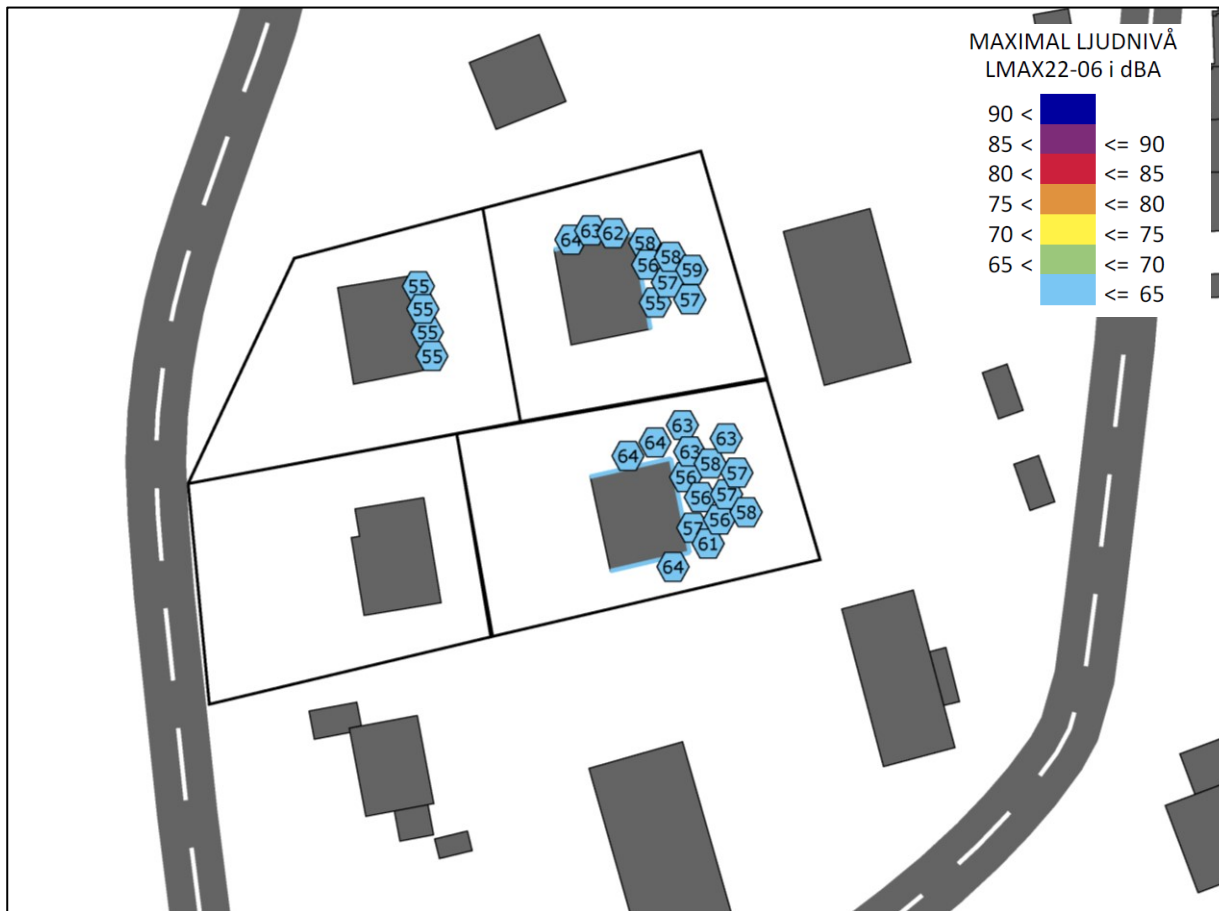 MAXIMAL LJUDNIVÅ
LMAX22-06 i dBA
90 <
85 < <= 90
80 < <= 85
75 < <= 80
70 < <= 75
65 < <= 70
<= 65
64 63 62 58 58 56 59 57 55 57
55
55
55
55
63 64 63 64 63 58 57 56 56 57 58 56 57 61 64